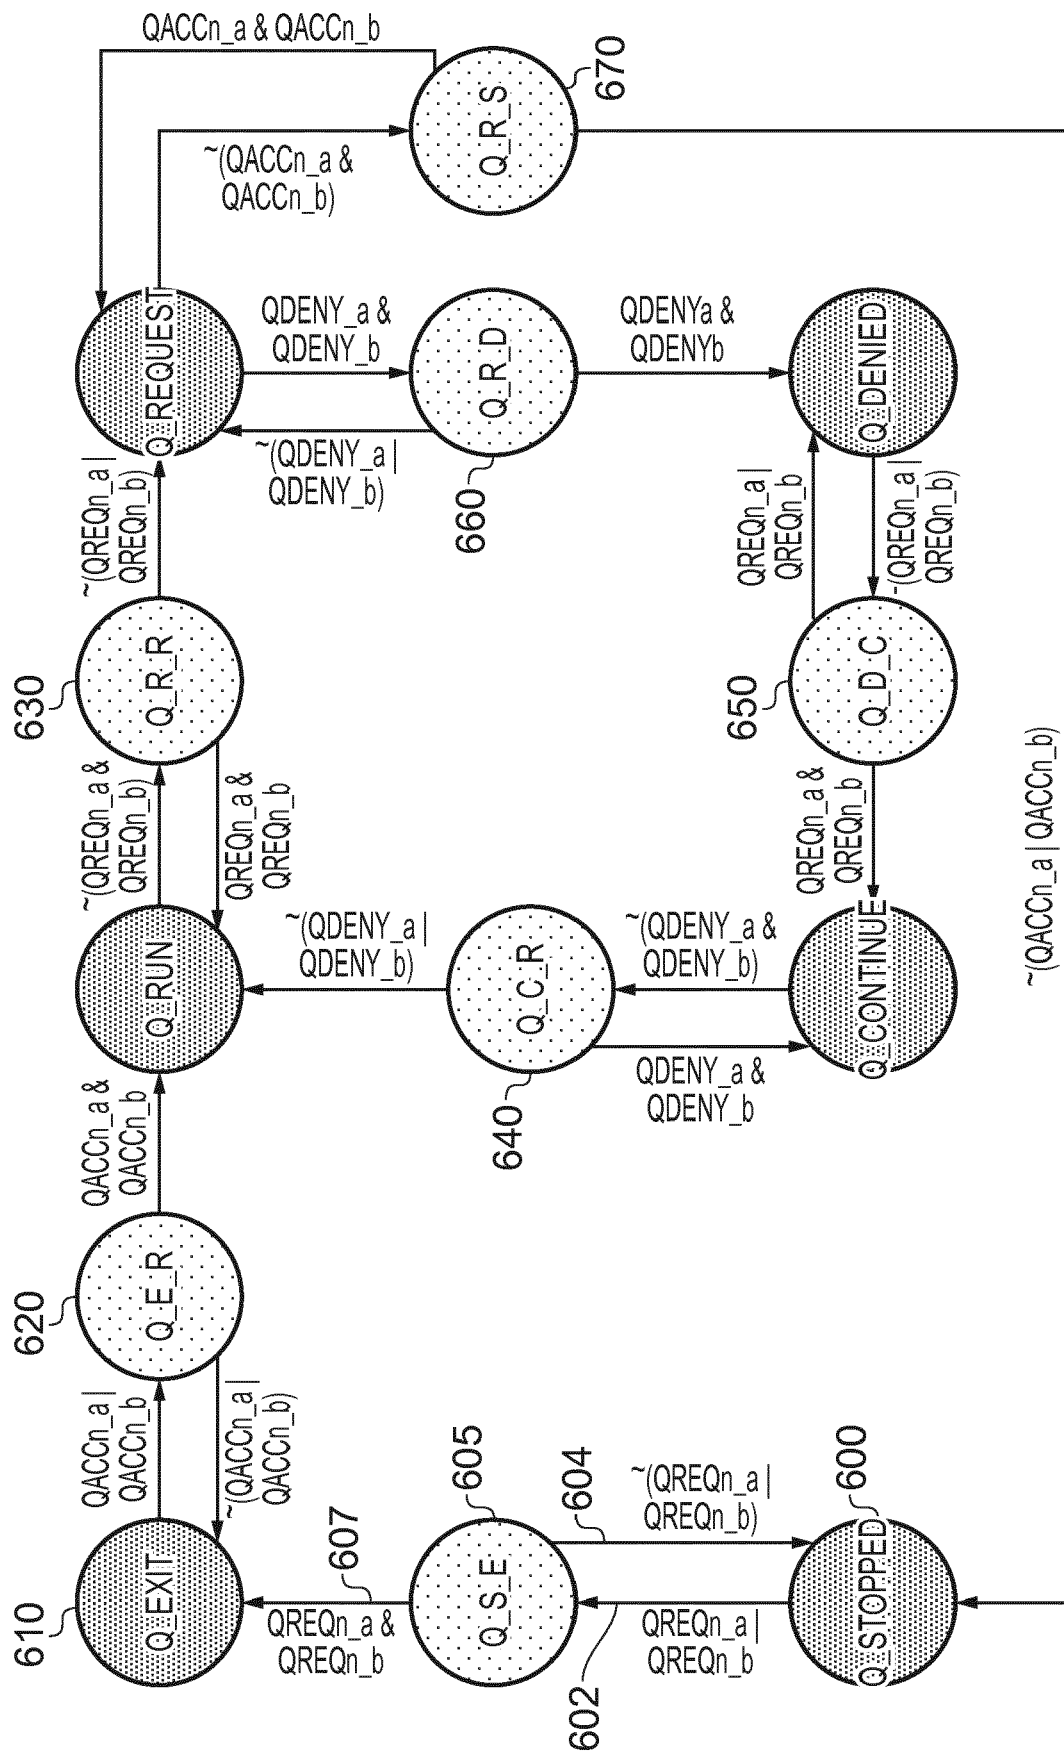 QACCn_a & QACCn_b
~(QACCn_a &
QACCn_b)
Q_R_S
670
Q_REQUEST
QDENY_a &
QDENY_b
~(QDENY_a |
QDENY_b)
Q_R_D
660
QDENYa &
QDENYb
Q_DENIED
~(QREQn_a|
QREQn_b)
QREQn_a|
QREQn_b
-(QREQn_a|
QREQn_b)
630
Q_R_R
650
Q_D_C
~(QREQn_a &
QREQn_b)
QREQn_a &
QREQn_b
QREQn_a &
QREQn_b
~(QACCn_a | QACCn_b)
Q_RUN
~(QDENY_a |
QDENY_b)
Q_C_R
640
~(QDENY_a &
QDENY_b)
QDENY_a &
QDENY_b
Q_CONTINUE
QACCn_a &
QACCn_b
620
Q_E_R
QACCn_a|
QACCn_b
~(QACCn_a|
QACCn_b)
610
Q_EXIT
607
QREQn_a &
QREQn_b
605
Q_S_E
604
~(QREQn_a |
QREQn_b)
602
QREQn_a |
QREQn_b
600
Q_STOPPED